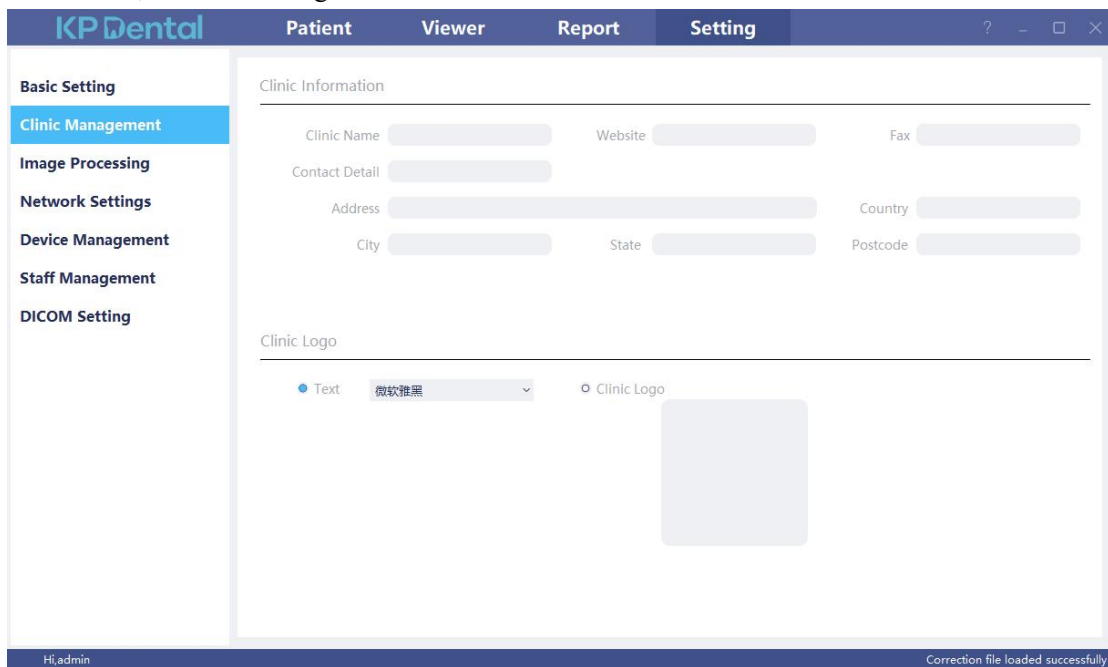 KP Dental Patient Viewer Report Setting ?
Basic Setting
Clinic Management
Image Processing
Network Settings
Device Management
Staff Management
DICOM Setting
Clinic Information
Clinic Name Website Fax
Contact Detail
Address Country
City State Postcode
Clinic Logo
Text 微软雅黑 Clinic Logo
Hi,admin Correction file loaded successfully